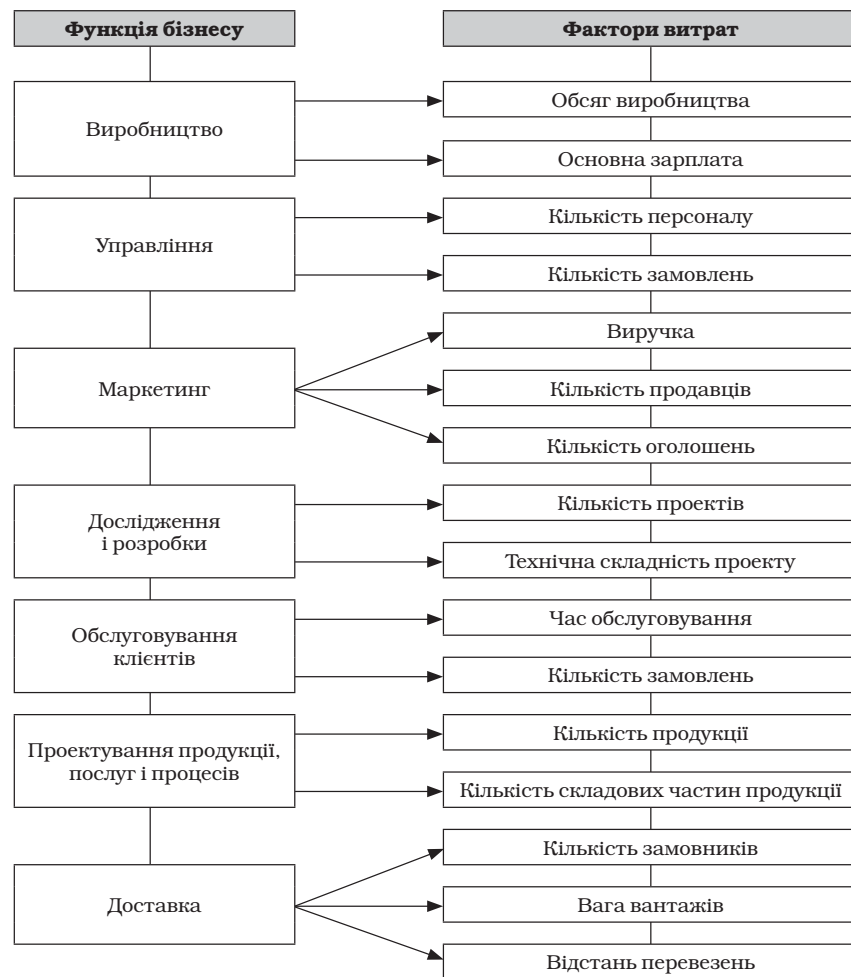 Функція бізнесу
Фактори витрат
Виробництво
Обсяг виробництва
Основна зарплата
Управління
Кількість персоналу
Кількість замовлень
Маркетинг
Виручка
Кількість продавців
Кількість оголошень
Дослідження
і розробки
Кількість проектів
Технічна складність проекту
Обслуговування
клієнтів
Час обслуговування
Кількість замовлень
Проектування продукції,
послуг і процесів
Кількість продукції
Кількість складових частин продукції
Доставка
Кількість замовників
Вага вантажів
Відстань перевезень